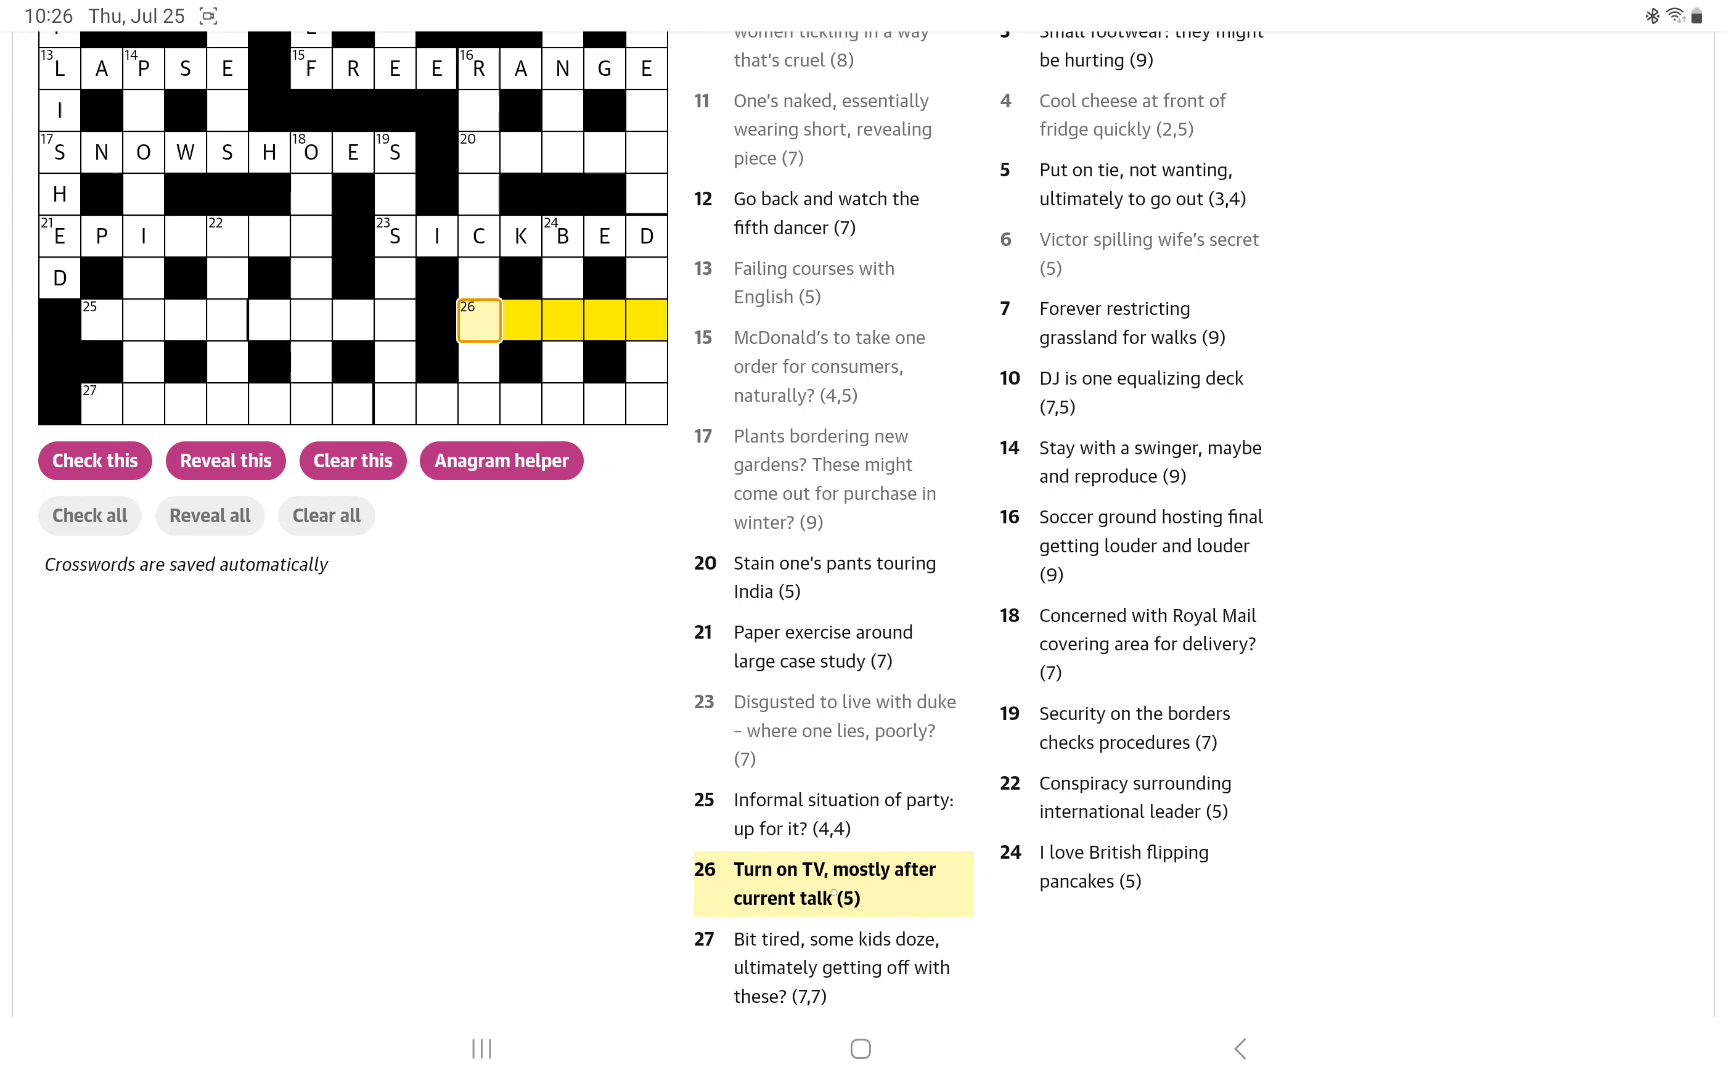 10:26 Thu, Jul 25
women tickling in a way
that's cruel (8)
11 One's naked, essentially
wearing short, revealing
piece (7)
12 Go back and watch the
fifth dancer (7)
13 Failing courses with
English (5)
15 McDonald's to take one
order for consumers,
naturally? (4,5)
17 Plants bordering new
gardens? These might
come out for purchase in
winter? (9)
20 Stain one's pants touring
India (5)
21 Paper exercise around
large case study (7)
23 Disgusted to live with duke
– where one lies, poorly?
(7)
25 Informal situation of party:
up for it? (4,4)
26 Turn on TV, mostly after
current talk (5)
27 Bit tired, some kids doze,
ultimately getting off with
these? (7,7)
3 Small footwear: they might
be hurting (9)
4 Cool cheese at front of
fridge quickly (2,5)
5 Put on tie, not wanting,
ultimately to go out (3,4)
6 Victor spilling wife's secret
(5)
7 Forever restricting
grassland for walks (9)
10 DJ is one equalizing deck
(7,5)
14 Stay with a swinger, maybe
and reproduce (9)
16 Soccer ground hosting final
getting louder and louder
(9)
18 Concerned with Royal Mail
covering area for delivery?
(7)
19 Security on the borders
checks procedures (7)
22 Conspiracy surrounding
international leader (5)
24 I love British flipping
pancakes (5)
13 L A 14 P S E 15 F R E E 16 R A N G E
I
17 S N O W S H 18 O E 19 S 20
H
21 E P I 22 23 S I C K 24 B E D
D
25 26
27
Check this Reveal this Clear this Anagram helper
Check all Reveal all Clear all
Crosswords are saved automatically